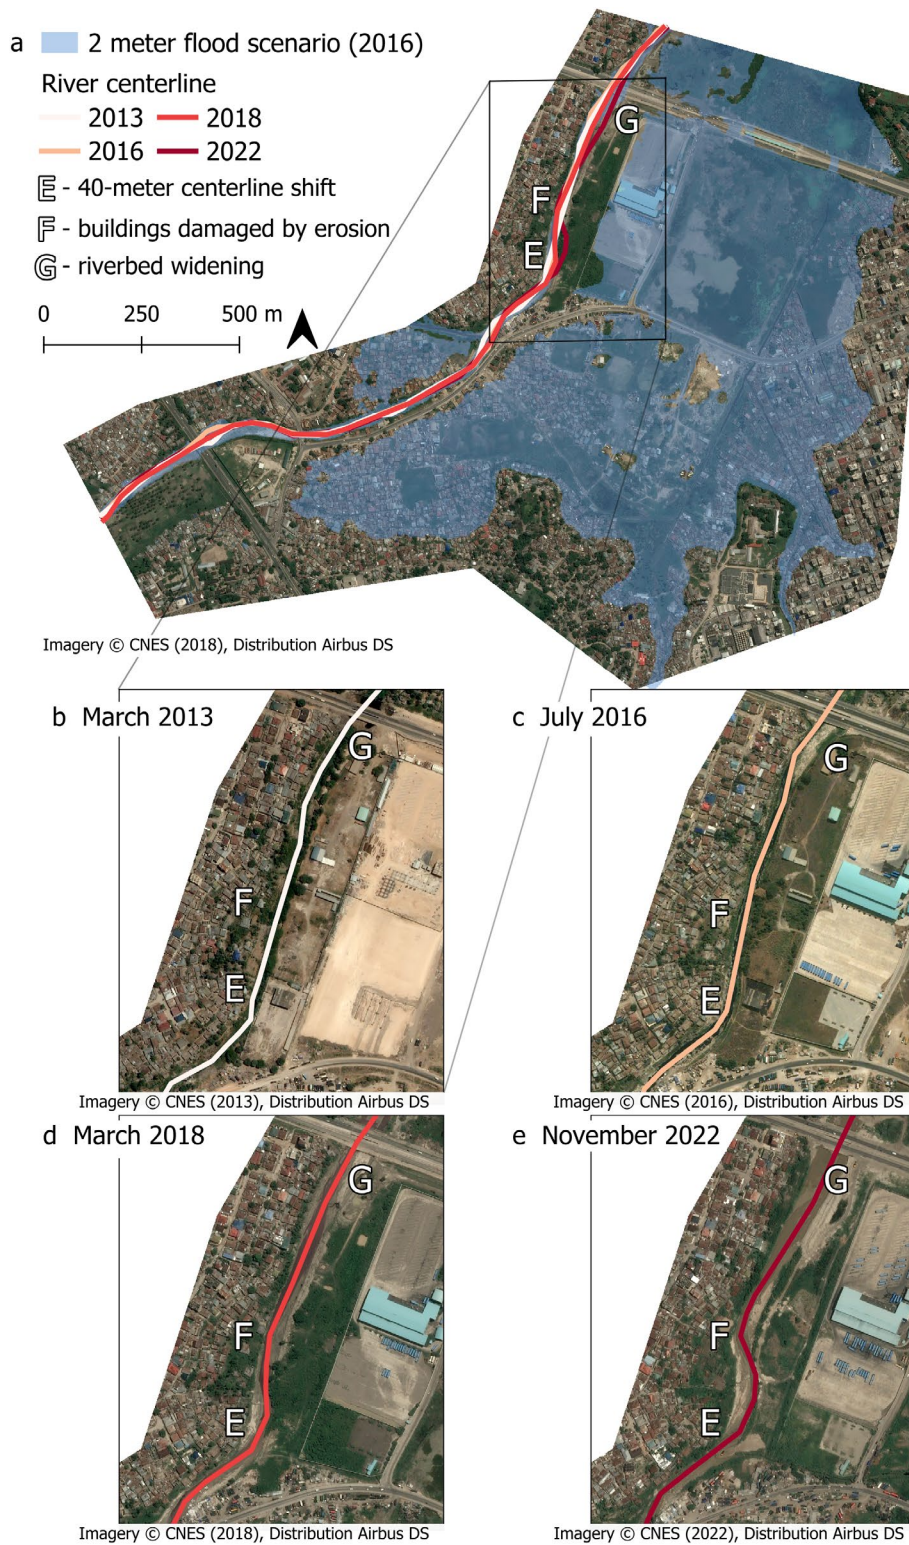 a 2 meter flood scenario (2016)
River centerline
2013 2018
2016 2022
E - 40-meter centerline shift
F - buildings damaged by erosion
G - riverbed widening
0 250 500 m
G
F
E
Imagery © CNES (2018), Distribution Airbus DS
b March 2013
G
F
E
Imagery © CNES (2013), Distribution Airbus DS
c July 2016
G
F
E
Imagery © CNES (2016), Distribution Airbus DS
d March 2018
G
F
E
Imagery © CNES (2018), Distribution Airbus DS
e November 2022
G
F
E
Imagery © CNES (2022), Distribution Airbus DS